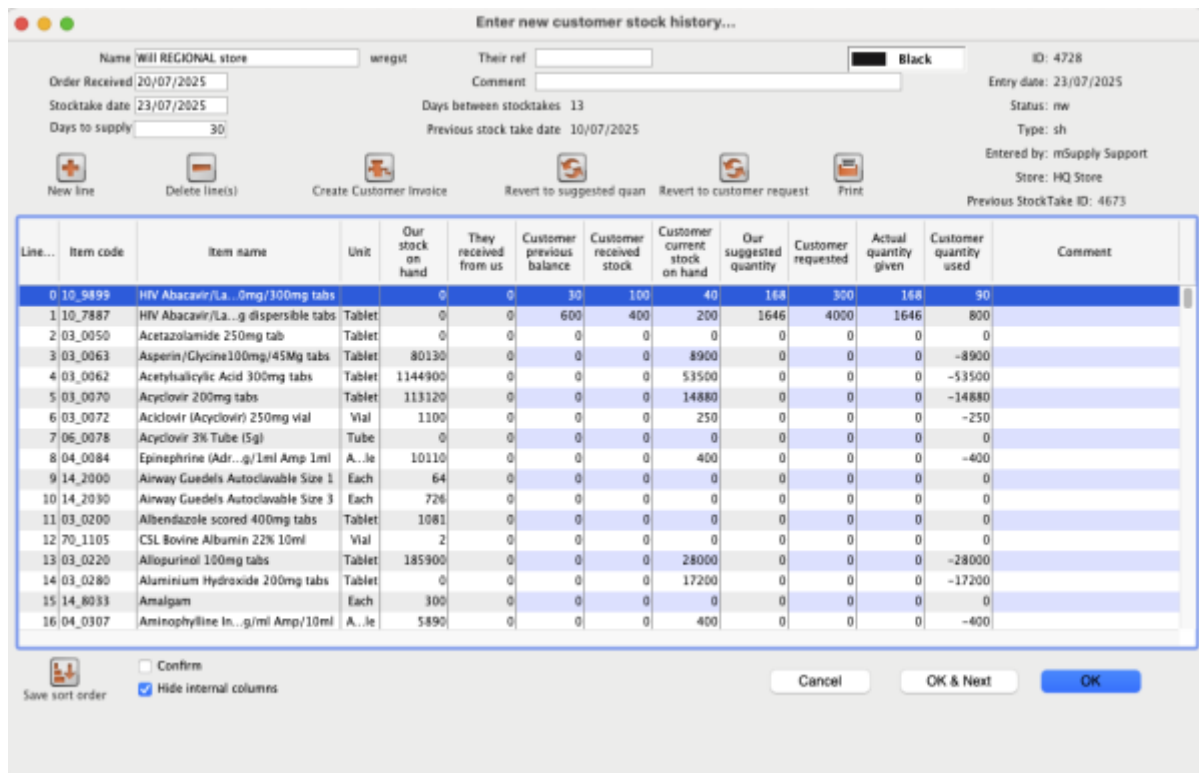 Enter new customer stock history...
Name Will REGIONAL store wregst Their ref Black ID: 4728
Order Received 20/07/2025 Comment Entry date: 23/07/2025
Stocktake date 23/07/2025 Days between stocktakes 13 Status: nw
Days to supply 30 Previous stock take date 10/07/2025 Type: sh
Entered by: mSupply Support
Store: HQ Store
Previous StockTake ID: 4673
New line Delete line(s) Create Customer Invoice Revert to suggested quan Revert to customer request Print
Line... Item code Item name Unit Our stock on hand They received from us Customer previous balance Customer received stock Customer current stock on hand Our suggested quantity Customer requested Actual quantity given Customer quantity used Comment
0 10_9899 HIV Abacavir/La...0mg/300mg tabs 0 0 30 100 40 168 300 168 90
1 10_7887 HIV Abacavir/La...g dispersible tabs Tablet 0 0 600 400 200 1646 4000 1646 800
2 03_0050 Acetazolamide 250mg tab Tablet 0 0 0 0 0 0 0 0 0
3 03_0063 Asperin/Glycine100mg/45Mg tabs Tablet 80130 0 0 0 8900 0 0 0 -8900
4 03_0062 Acetylsalicylic Acid 300mg tabs Tablet 1144900 0 0 0 53500 0 0 0 -53500
5 03_0070 Acyclovir 200mg tabs Tablet 113120 0 0 0 14880 0 0 0 -14880
6 03_0072 Aciclovir (Acyclovir) 250mg vial Vial 1100 0 0 0 250 0 0 0 -250
7 06_0078 Acyclovir 3% Tube (5g) Tube 0 0 0 0 0 0 0 0 0
8 04_0084 Epinephrine (Adr...g/1ml Amp 1ml A...le 10110 0 0 0 400 0 0 0 -400
9 14_2000 Airway Guedels Autoclavable Size 1 Each 64 0 0 0 0 0 0 0 0
10 14_2030 Airway Guedels Autoclavable Size 3 Each 726 0 0 0 0 0 0 0 0
11 03_0200 Albendazole scored 400mg tabs Tablet 1081 0 0 0 0 0 0 0 0
12 70_1105 CSL Bovine Albumin 22% 10ml Vial 2 0 0 0 0 0 0 0 0
13 03_0220 Allopurinol 100mg tabs Tablet 185900 0 0 0 28000 0 0 0 -28000
14 03_0280 Aluminium Hydroxide 200mg tabs Tablet 0 0 0 0 17200 0 0 0 -17200
15 14_8033 Amalgam Each 300 0 0 0 0 0 0 0 0
16 04_0307 Aminophylline In...g/ml Amp/10ml A...le 5890 0 0 0 400 0 0 0 -400
Save sort order Confirm
Hide internal columns Cancel OK & Next OK